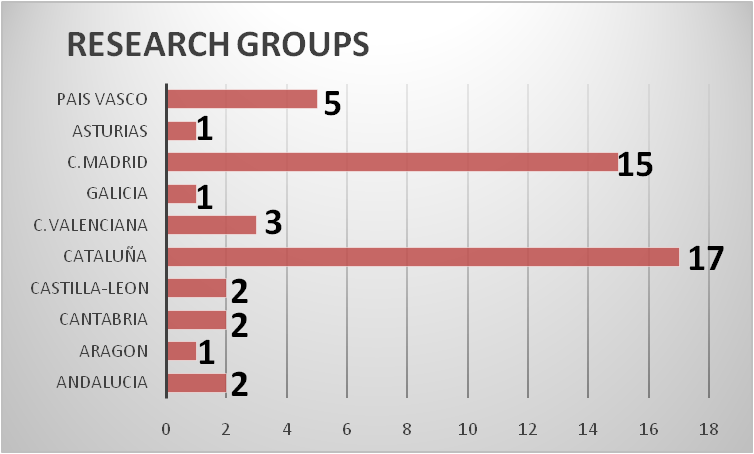 RESEARCH GROUPS
PAIS VASCO 5
ASTURIAS 1
C.MADRID 15
GALICIA 1
C.VALENCIANA 3
CATALUÑA 17
CASTILLA-LEON 2
CANTABRIA 2
ARAGON 1
ANDALUCIA 2
0 2 4 6 8 10 12 14 16 18